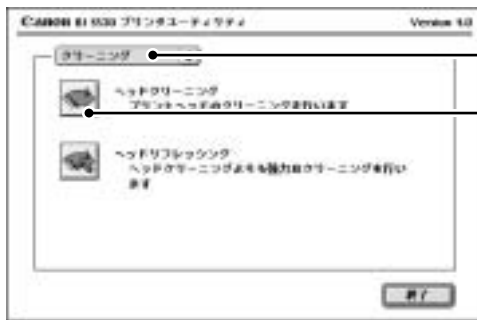 Canon BJ S530 プリンタユーティリティ
Version 1.0
クリーニング
ヘッドクリーニング
プリントヘッドのクリーニングを行います
ヘッドリフレッシング
ヘッドクリーニングよりも強力なクリーニングを行い
ます
終了